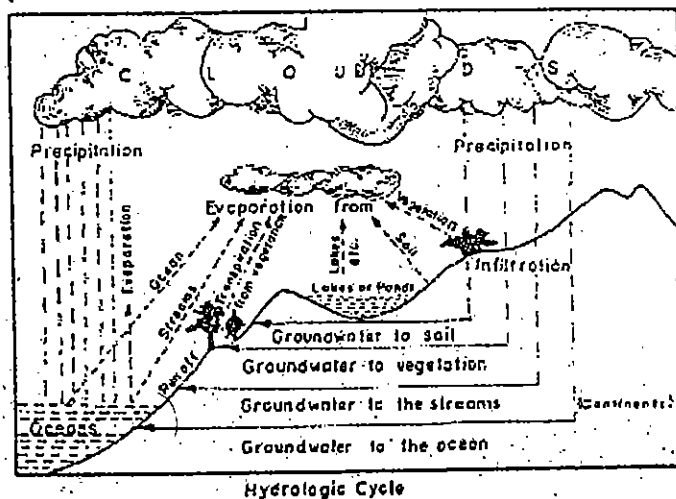 CLOUDS
Precipitation
Precipitation
Evaporation from
Vegetation
Evaporation
Ocean
Streams
Transpiration
from vegetation
Lakes
etc.
Soil
Lakes or Ponds
Infiltration
Runoff
Groundwater to soil
Groundwater to vegetation
Groundwater to the streams
Continents
Oceans
Groundwater to the ocean
Hydrologic Cycle